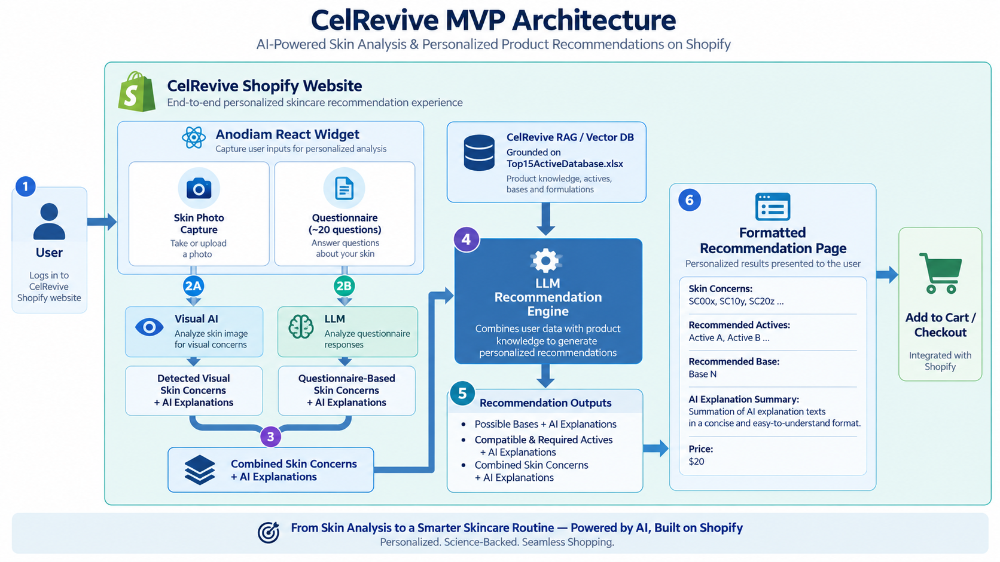 CelRevive MVP Architecture
AI-Powered Skin Analysis & Personalized Product Recommendations on Shopify
CelRevive Shopify Website
End-to-end personalized skincare recommendation experience
1
User
Logs in to
CelRevive
Shopify website
Anodiam React Widget
Capture user inputs for personalized analysis
Skin Photo
Capture
Take or upload
a photo
Questionnaire
(~20 questions)
Answer questions
about your skin
2A
2B
Visual AI
Analyze skin image
for visual concerns
LLM
Analyze questionnaire
responses
Detected Visual
Skin Concerns
+ AI Explanations
Questionnaire-Based
Skin Concerns
+ AI Explanations
3
Combined Skin Concerns
+ AI Explanations
CelRevive RAG / Vector DB
Grounded on
Top15ActiveDatabase.xlsx
Product knowledge, actives,
bases and formulations
4
LLM
Recommendation
Engine
Combines user data with product
knowledge to generate
personalized recommendations
5
Recommendation Outputs
• Possible Bases + AI Explanations
• Compatible & Required Actives
+ AI Explanations
• Combined Skin Concerns
+ AI Explanations
6
Formatted
Recommendation Page
Personalized results presented to the user
Skin Concerns:
SC00x, SC10y, SC20z ...
Recommended Actives:
Active A, Active B ...
Recommended Base:
Base N
AI Explanation Summary:
Summation of AI explanation texts
in a concise and easy-to-understand format.
Price:
$20
Add to Cart /
Checkout
Integrated with
Shopify
From Skin Analysis to a Smarter Skincare Routine — Powered by AI, Built on Shopify
Personalized. Science-Backed. Seamless Shopping.